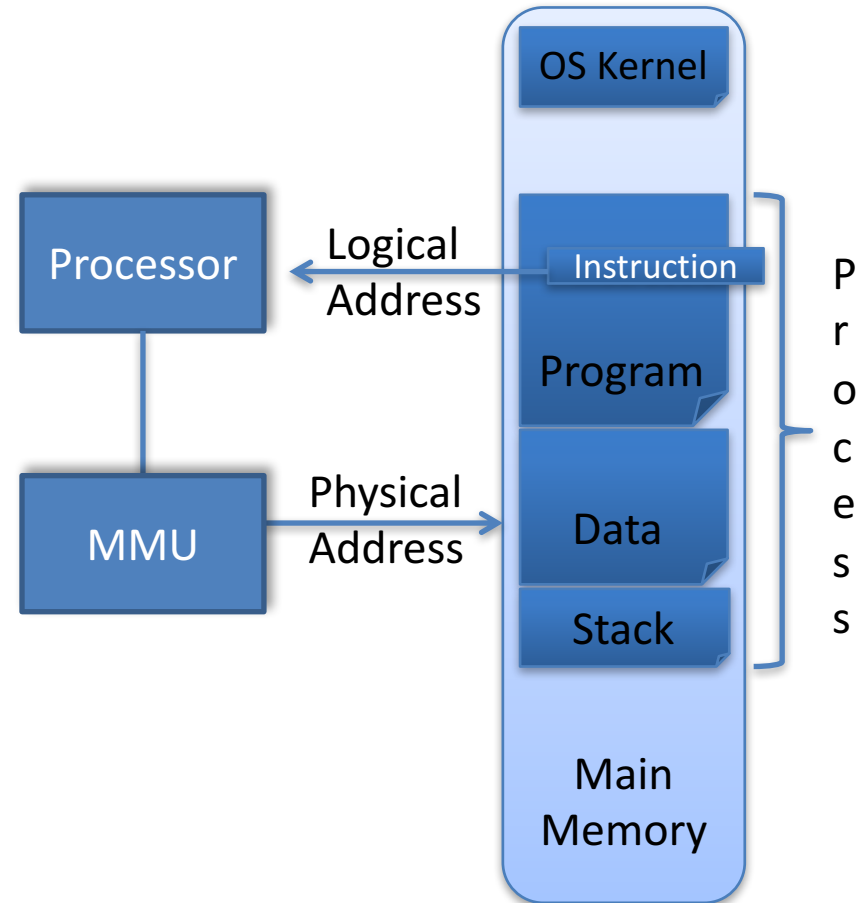 OS Kernel
Processor
Logical
Address
Instruction
Program
MMU
Physical
Address
Data
Stack
Main
Memory
P
r
o
c
e
s
s